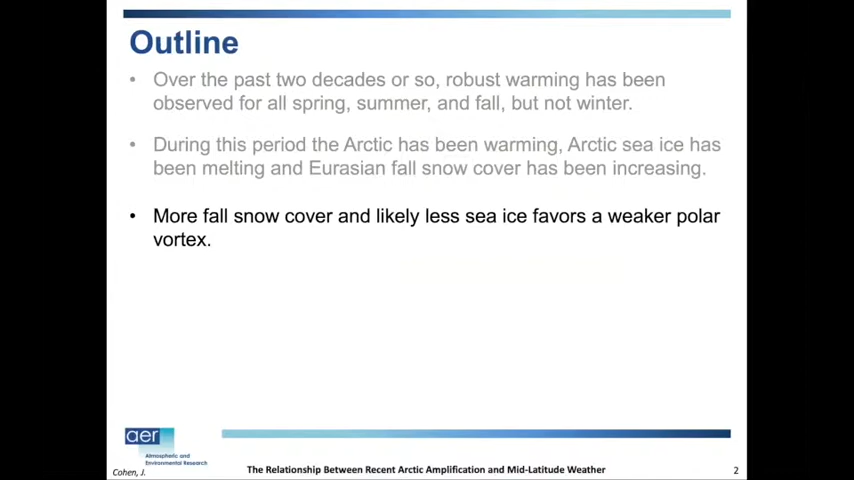 Outline
• Over the past two decades or so, robust warming has been
observed for all spring, summer, and fall, but not winter.
• During this period the Arctic has been warming, Arctic sea ice has
been melting and Eurasian fall snow cover has been increasing.
• More fall snow cover and likely less sea ice favors a weaker polar
vortex.
aer
Atmospheric and
Environmental Research
Cohen, J.
The Relationship Between Recent Arctic Amplification and Mid-Latitude Weather
2